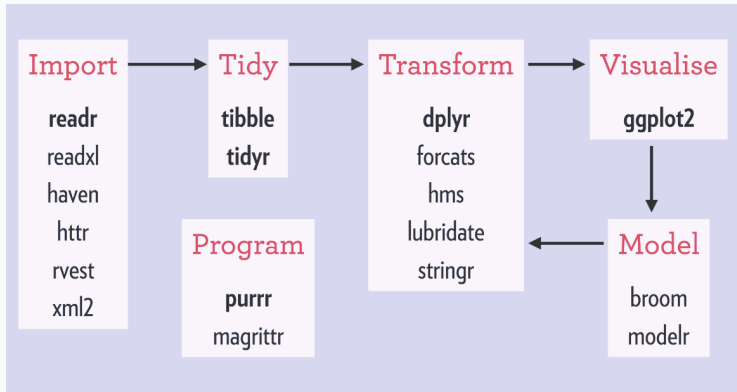 Import
readr
readxl
haven
httr
rvest
xml2
Tidy
tibble
tidyr
Program
purrr
magrittr
Transform
dplyr
forcats
hms
lubridate
stringr
Visualise
ggplot2
Model
broom
modelr